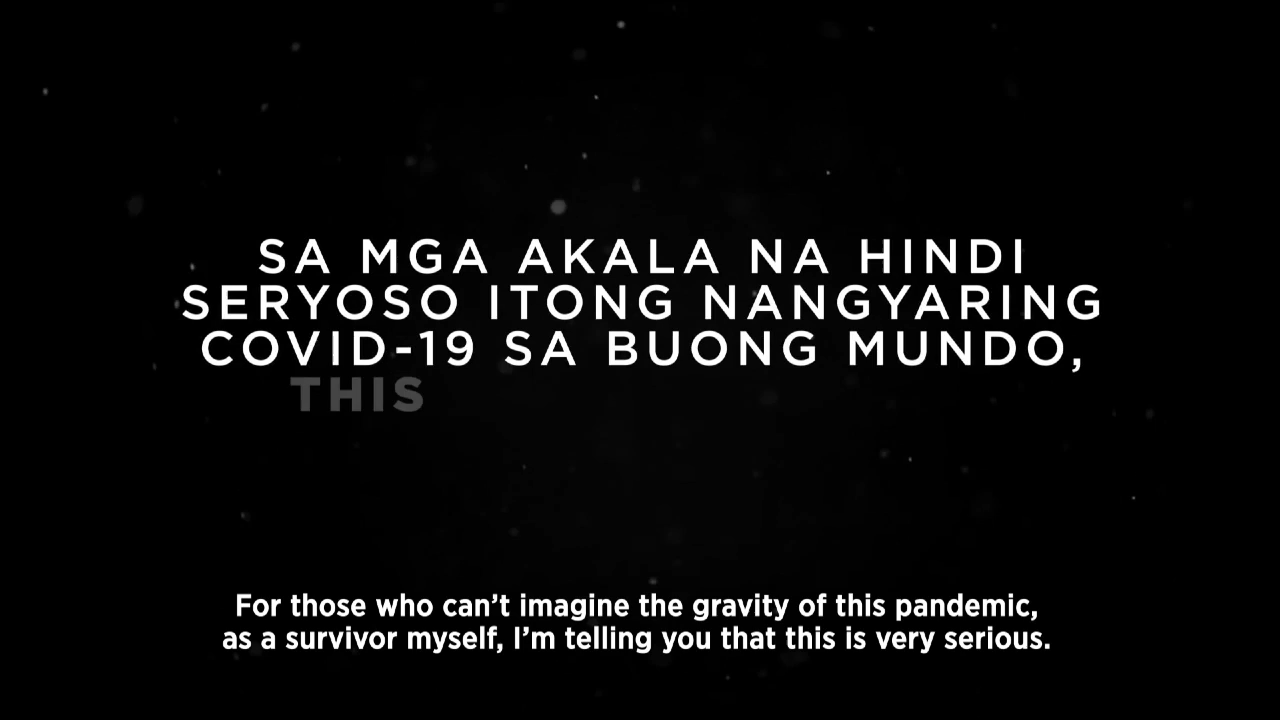 SA MGA AKALA NA HINDI
SERYOSO ITONG NANGYARING
COVID-19 SA BUONG MUNDO,
THIS
For those who can’t imagine the gravity of this pandemic,
as a survivor myself, I’m telling you that this is very serious.